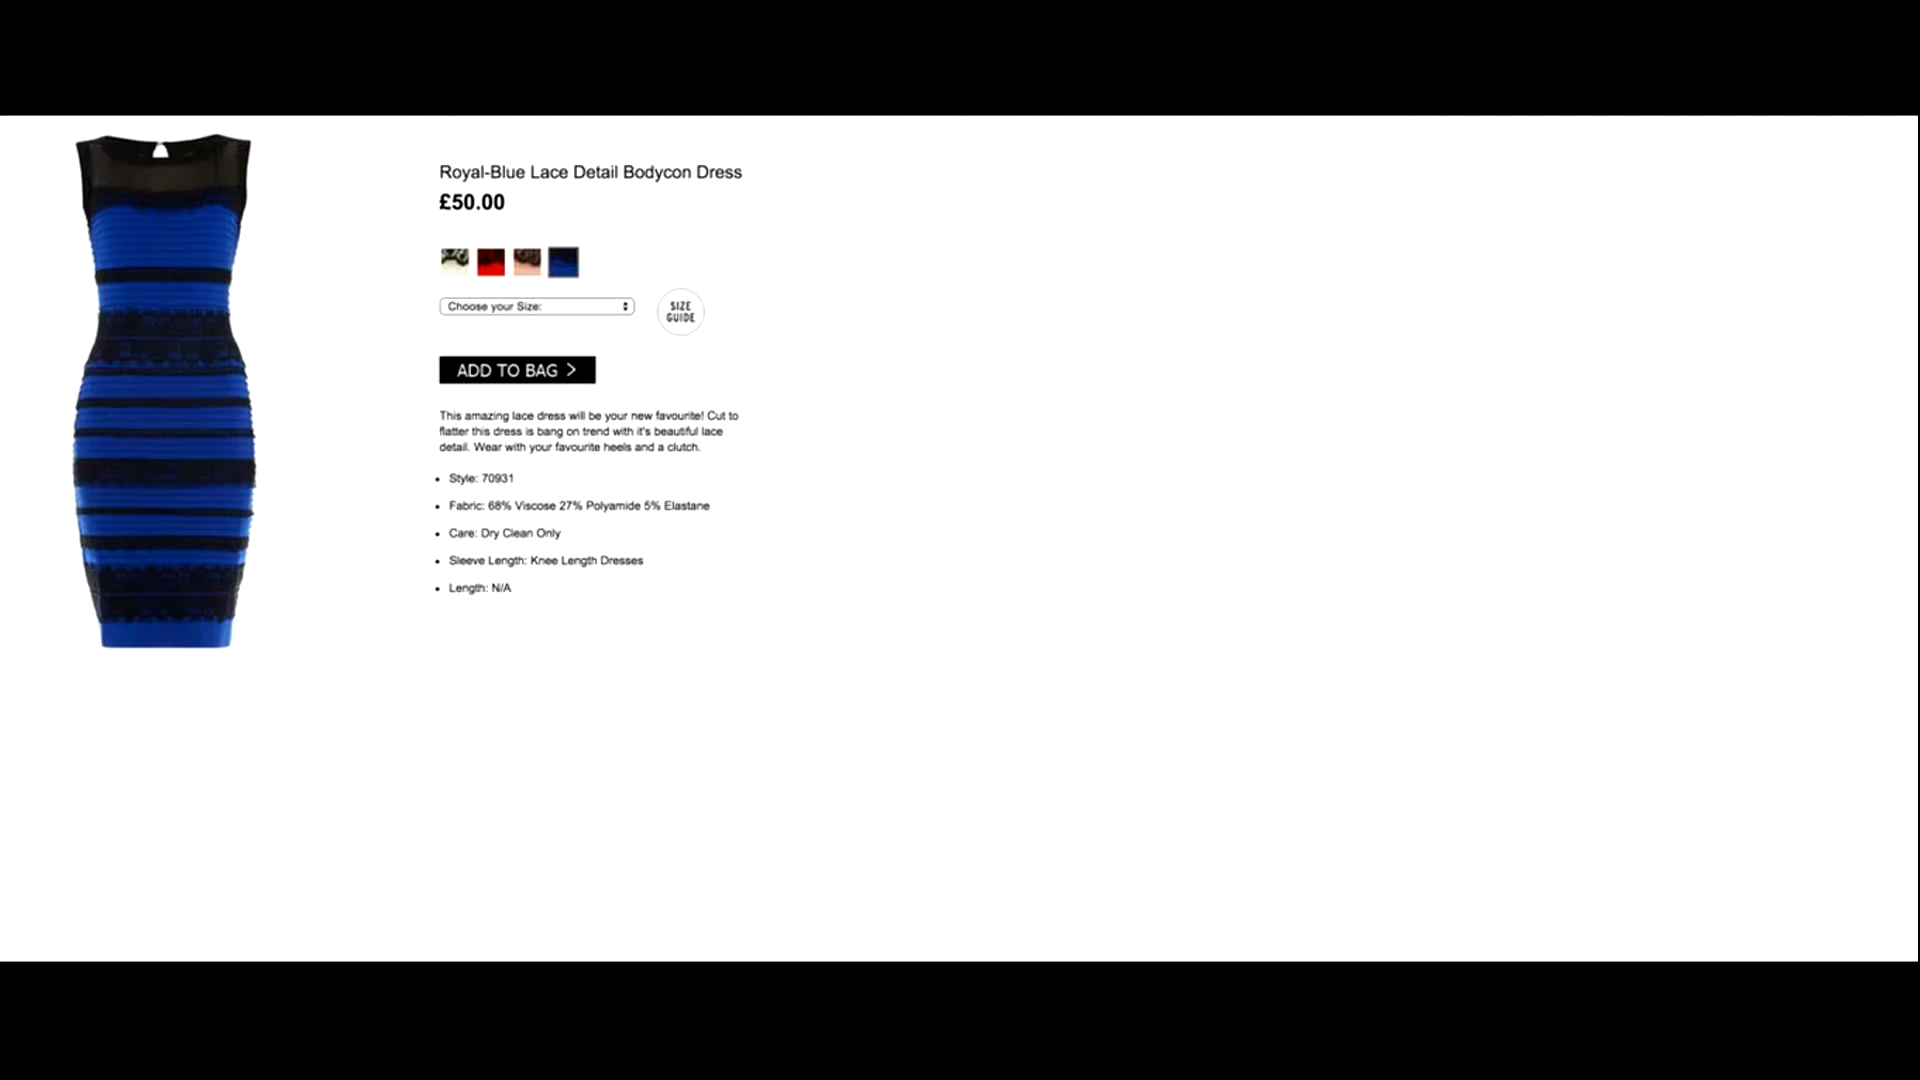 Royal-Blue Lace Detail Bodycon Dress
£50.00
Choose your Size:
SIZE
GUIDE
ADD TO BAG >
This amazing lace dress will be your new favourite! Cut to
flatter this dress is bang on trend with it's beautiful lace
detail. Wear with your favourite heels and a clutch.
• Style: 70931
• Fabric: 68% Viscose 27% Polyamide 5% Elastane
• Care: Dry Clean Only
• Sleeve Length: Knee Length Dresses
• Length: N/A